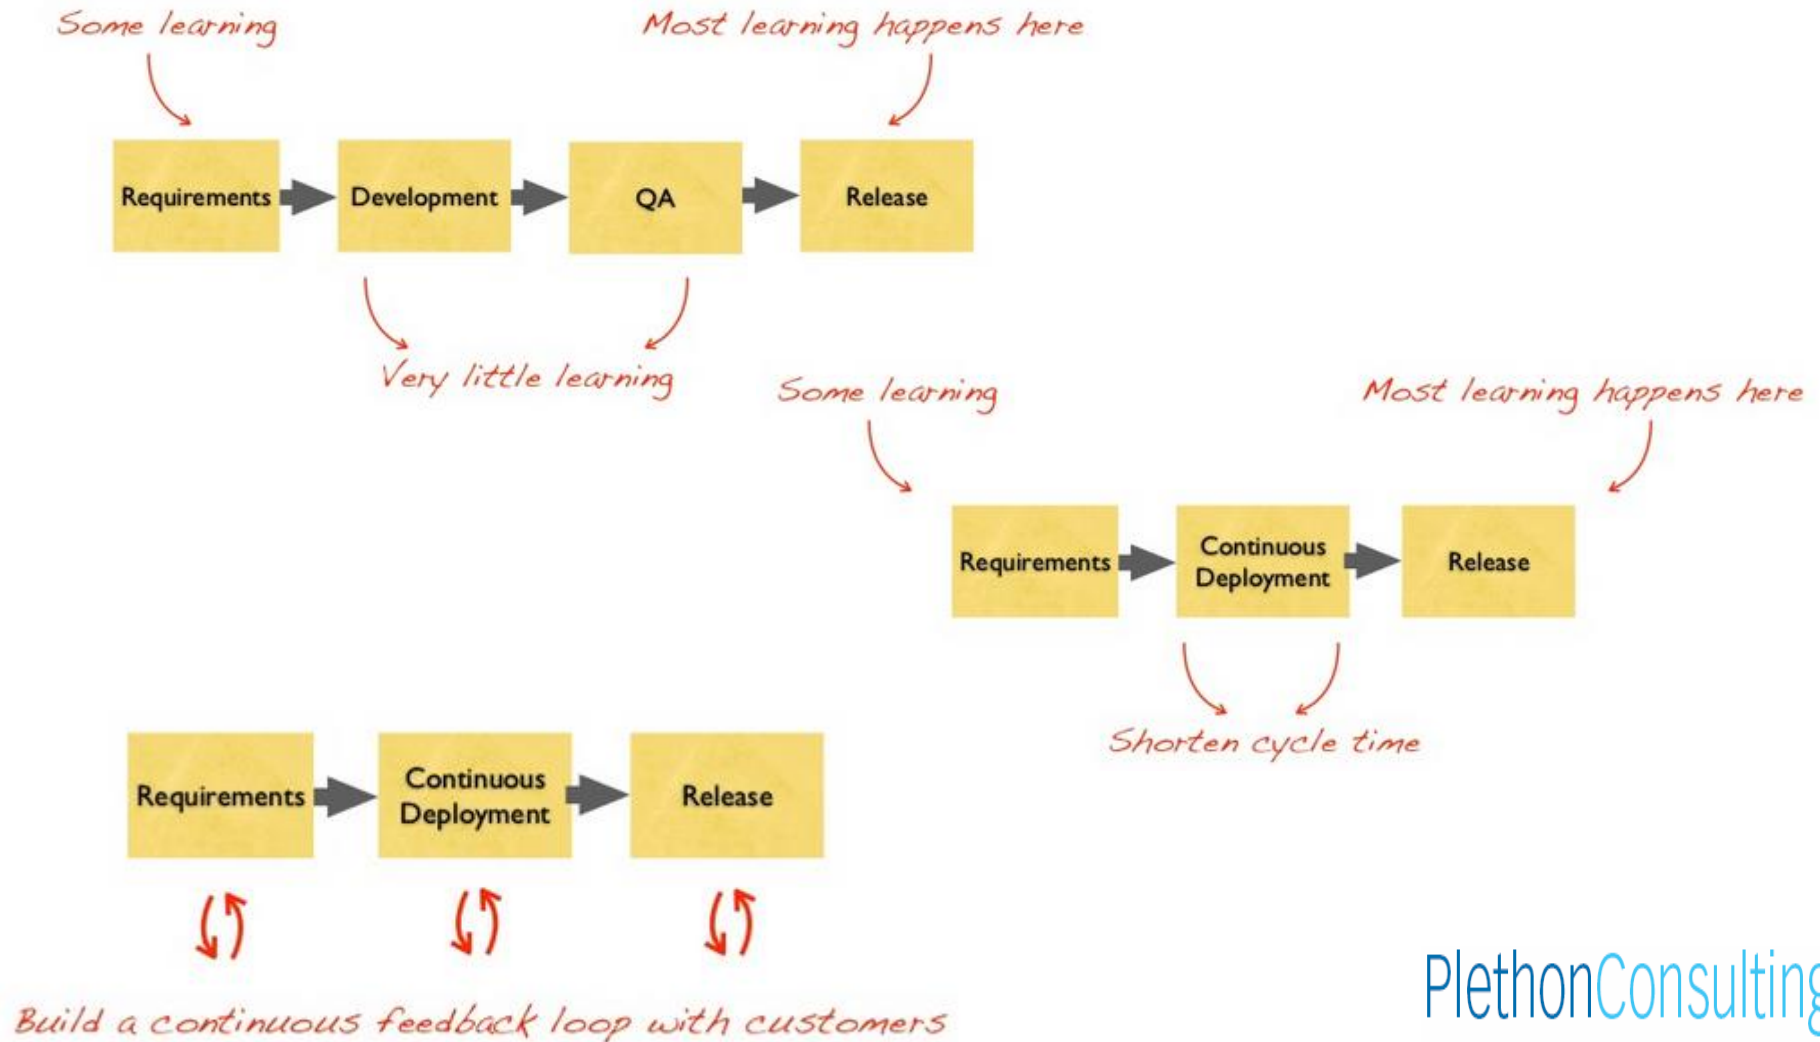 Some learning
Most learning happens here
Requirements
Development
QA
Release
Very little learning
Some learning
Most learning happens here
Requirements
Continuous
Deployment
Release
Shorten cycle time
Requirements
Continuous
Deployment
Release
Build a continuous feedback loop with customers
PlethonConsulting